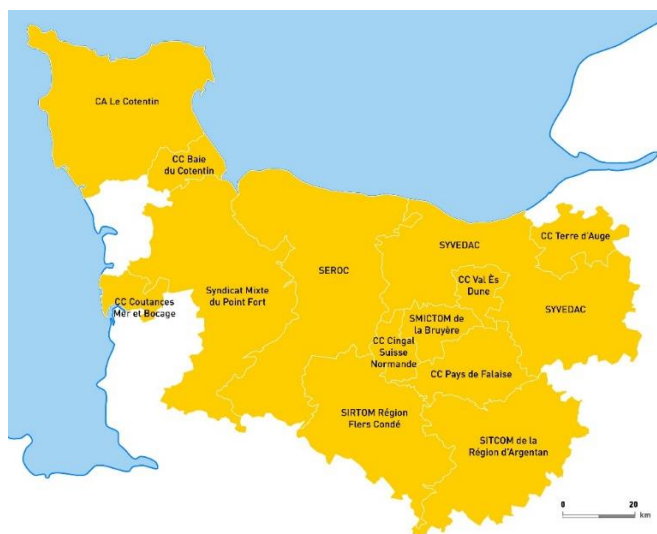 CA Le Cotentin
CC Baie
du Cotentin
CC Terre d'Auge
SYVEDAC
SEROC
CC Val Ès
Dune
Syndicat Mixte
du Point Fort
CC Coutances
Mer et Bocage
SYVEDAC
SMICTOM de
la Bruyère
CC Cingal
Suisse
Normande
CC Pays de Falaise
SIRTOM Région
Flers Condé
SITCOM de la
Région d'Argentan
0 20
km